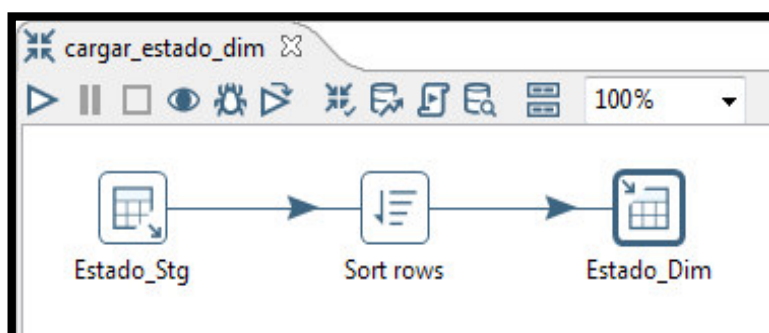 cargar_estado_dim
100%
Estado_Stg
Sort rows
Estado_Dim